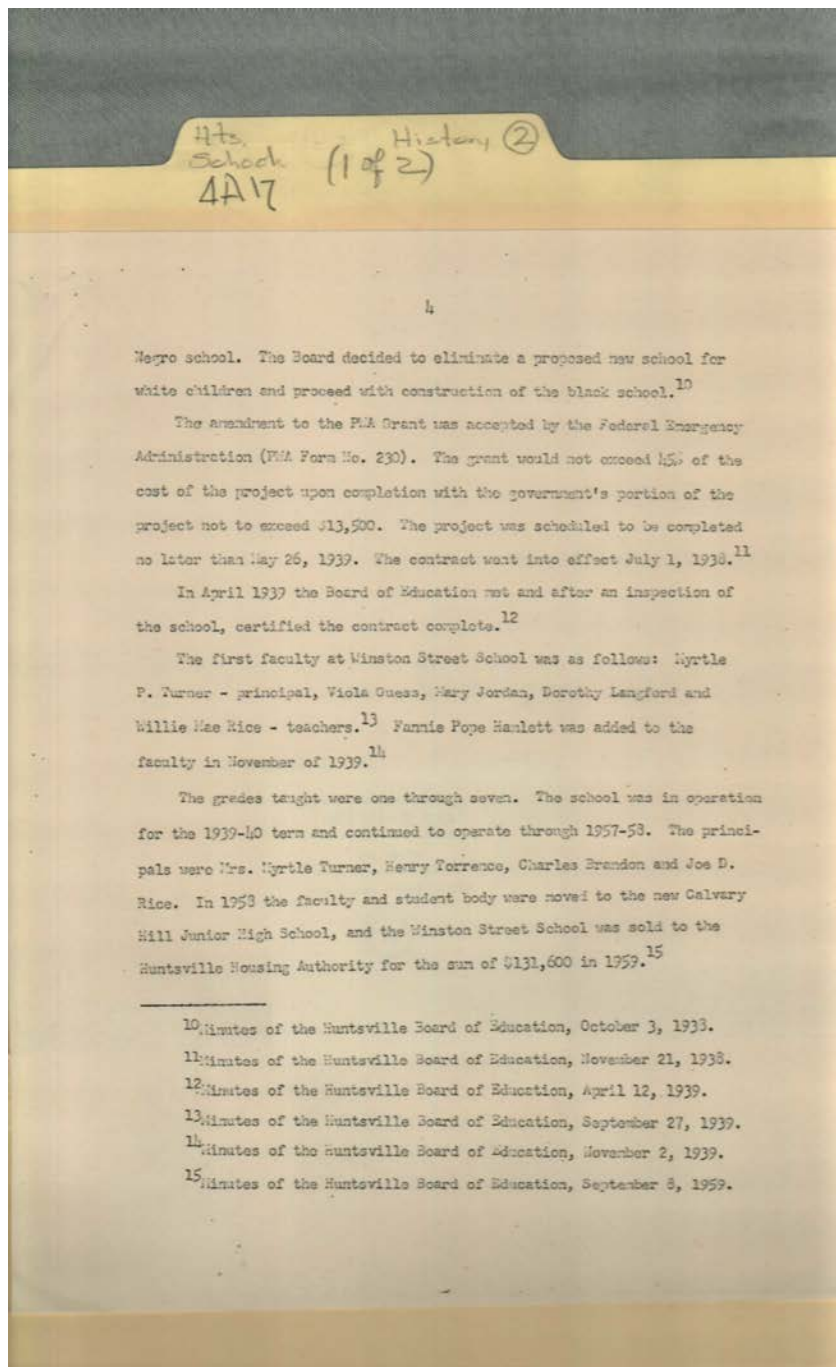 Hts. History ②
School (1 of 2)
4A17
4
Negro school. The Board decided to eliminate a proposed new school for
white children and proceed with construction of the black school.10
The amendment to the PWA Grant was accepted by the Federal Emergency
Administration (PWA Form No. 230). The grant would not exceed 45% of the
cost of the project upon completion with the government's portion of the
project not to exceed $13,500. The project was scheduled to be completed
no later than May 26, 1939. The contract went into effect July 1, 1938.11
In April 1937 the Board of Education met and after an inspection of
the school, certified the contract complete.12
The first faculty at Winston Street School was as follows: Myrtle
P. Turner - principal, Viola Guess, Mary Jordan, Dorothy Langford and
Willie Mae Rice - teachers.13 Fannie Pope Hamlett was added to the
faculty in November of 1939.14
The grades taught were one through seven. The school was in operation
for the 1939-40 term and continued to operate through 1957-58. The princi-
pals were Mrs. Myrtle Turner, Henry Torrence, Charles Brandon and Joe D.
Rice. In 1958 the faculty and student body were moved to the new Calvary
Hill Junior High School, and the Winston Street School was sold to the
Huntsville Housing Authority for the sum of $131,600 in 1959.15
10Minutes of the Huntsville Board of Education, October 3, 1938.
11Minutes of the Huntsville Board of Education, November 21, 1938.
12Minutes of the Huntsville Board of Education, April 12, 1939.
13Minutes of the Huntsville Board of Education, September 27, 1939.
14Minutes of the Huntsville Board of Education, November 2, 1939.
15Minutes of the Huntsville Board of Education, September 8, 1959.